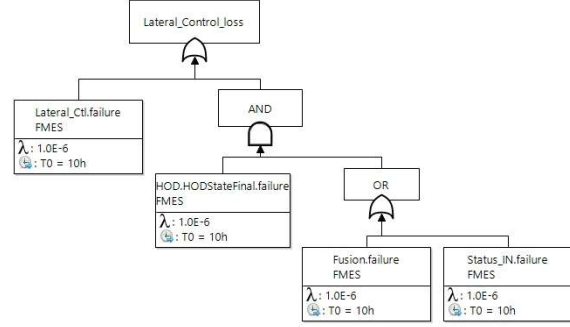 Lateral_Control_loss
Lateral_Ctl.failure
FMES
λ: 1.0E-6
: T0 = 10h
AND
HOD.HODStateFinal.failure
FMES
λ: 1.0E-6
: T0 = 10h
OR
Fusion.failure
FMES
λ: 1.0E-6
: T0 = 10h
Status_IN.failure
FMES
λ: 1.0E-6
: T0 = 10h